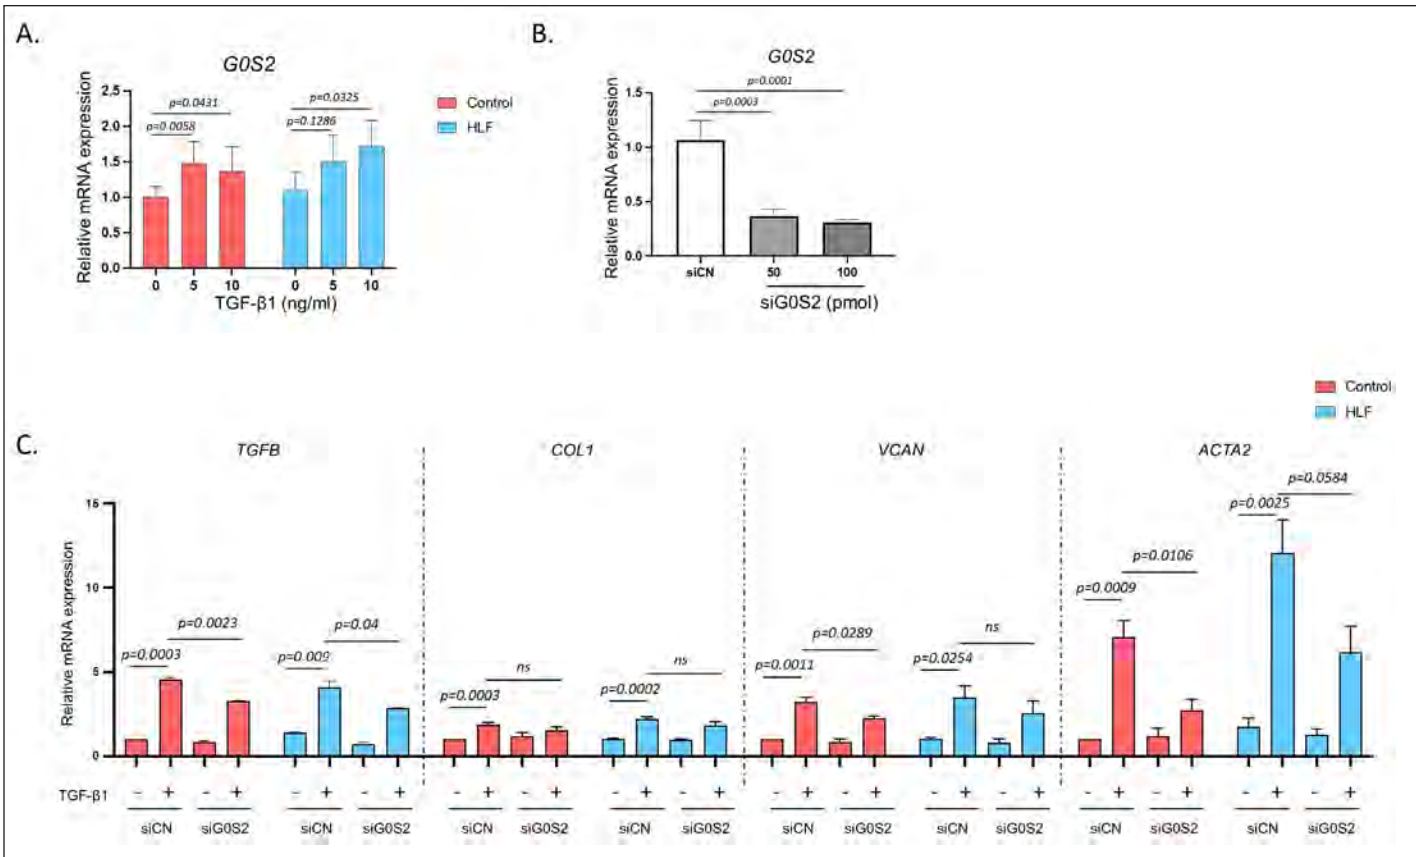 A.
G0S2
Relative mRNA expression
2.5
2.0
1.5
1.0
0.5
0.0
p=0.0431
p=0.0058
p=0.0325
p=0.1286
0 5 10 0 5 10
TGF-β1 (ng/ml)
Control
HLF
B.
G0S2
Relative mRNA expression
1.5
1.0
0.5
0.0
p=0.0001
p=0.0003
siCN 50 100
siG0S2 (pmol)
Control
HLF
C.
TGFB COL1 VCAN ACTA2
Relative mRNA expression
15
10
5
0
p=0.0003
p=0.0023
p=0.009
p=0.04
p=0.0003
ns
p=0.0002
ns
p=0.0011
p=0.0289
p=0.0254
ns
p=0.0009
p=0.0106
p=0.0025
p=0.0584
TGF-β1 - + - + - + - + - + - + - + - + - + - + - + - + - + - + - + - +
siCN siG0S2 siCN siG0S2 siCN siG0S2 siCN siG0S2 siCN siG0S2 siCN siG0S2 siCN siG0S2 siCN siG0S2